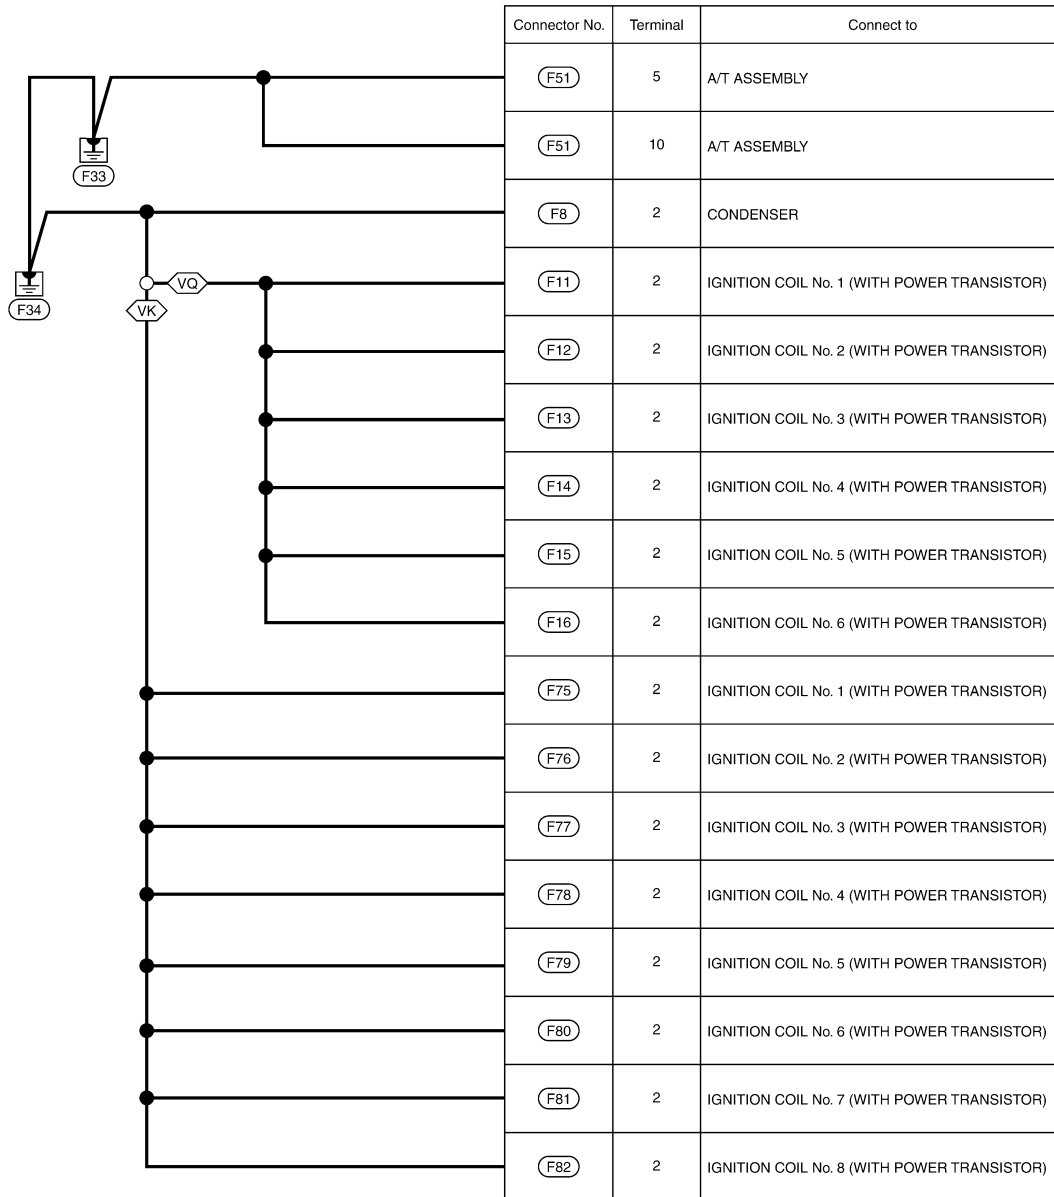 Connector No. Terminal Connect to
F51 5 A/T ASSEMBLY
F51 10 A/T ASSEMBLY
F33
F8 2 CONDENSER
VQ F11 2 IGNITION COIL No. 1 (WITH POWER TRANSISTOR)
F34 VK
F12 2 IGNITION COIL No. 2 (WITH POWER TRANSISTOR)
F13 2 IGNITION COIL No. 3 (WITH POWER TRANSISTOR)
F14 2 IGNITION COIL No. 4 (WITH POWER TRANSISTOR)
F15 2 IGNITION COIL No. 5 (WITH POWER TRANSISTOR)
F16 2 IGNITION COIL No. 6 (WITH POWER TRANSISTOR)
F75 2 IGNITION COIL No. 1 (WITH POWER TRANSISTOR)
F76 2 IGNITION COIL No. 2 (WITH POWER TRANSISTOR)
F77 2 IGNITION COIL No. 3 (WITH POWER TRANSISTOR)
F78 2 IGNITION COIL No. 4 (WITH POWER TRANSISTOR)
F79 2 IGNITION COIL No. 5 (WITH POWER TRANSISTOR)
F80 2 IGNITION COIL No. 6 (WITH POWER TRANSISTOR)
F81 2 IGNITION COIL No. 7 (WITH POWER TRANSISTOR)
F82 2 IGNITION COIL No. 8 (WITH POWER TRANSISTOR)